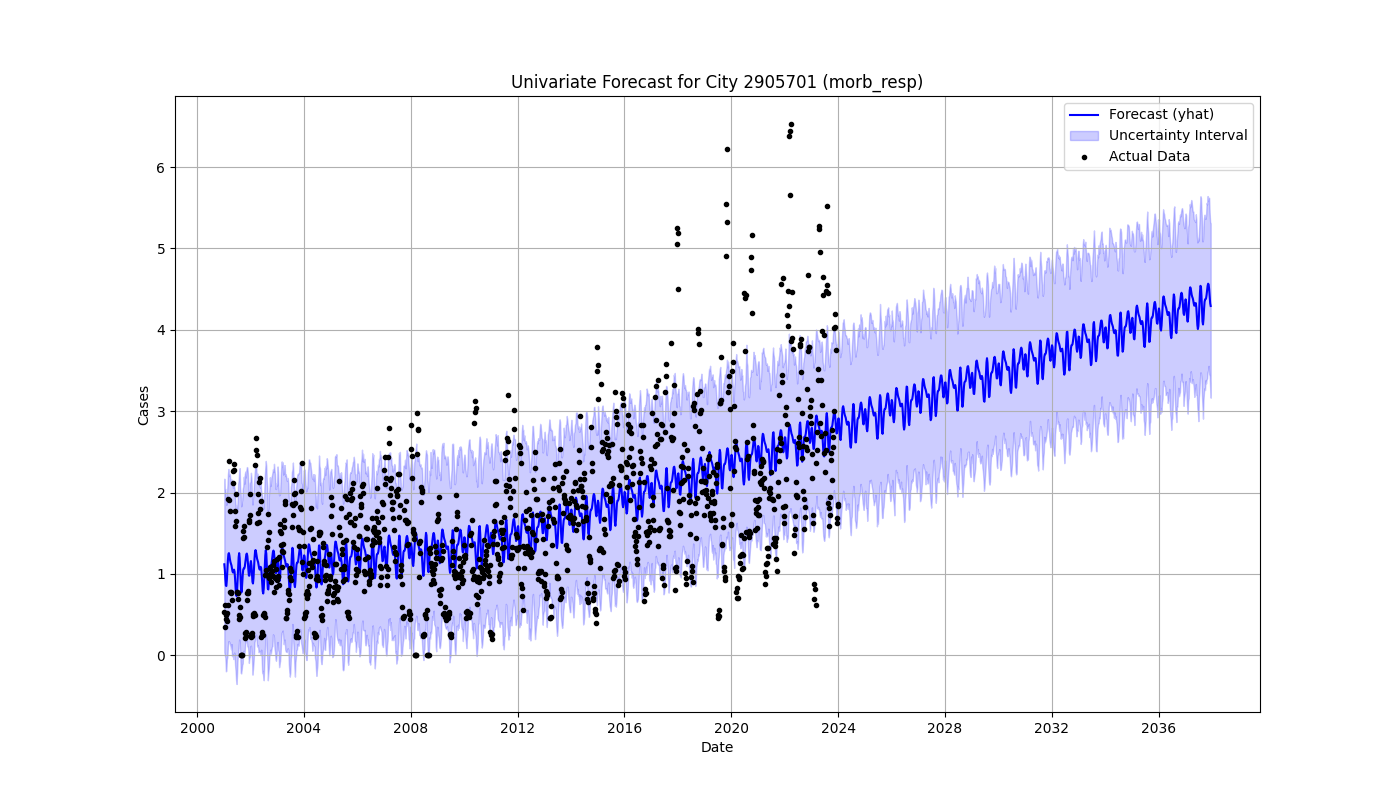 Univariate Forecast for City 2905701 (morb_resp)
Forecast (yhat)
Uncertainty Interval
Actual Data
6
5
4
3
2
1
0
Cases
2000 2004 2008 2012 2016 2020 2024 2028 2032 2036
Date